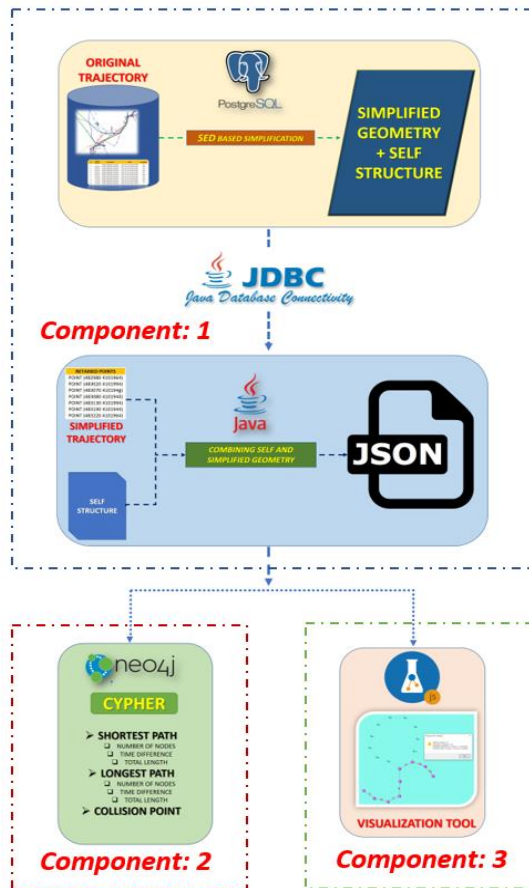 ORIGINAL
TRAJECTORY
PostgreSQL
SED BASED SIMPLIFICATION
SIMPLIFIED
GEOMETRY
+ SELF
STRUCTURE
JDBC
Java Database Connectivity
Component: 1
RETAINED POINTS
SIMPLIFIED
TRAJECTORY
Java
COMBINING SELF AND
SIMPLIFIED GEOMETRY
JSON
SELF
STRUCTURE
neo4j
CYPHER
➢ SHORTEST PATH
❑ NUMBER OF NODES
❑ TIME DIFFERENCE
❑ TOTAL LENGTH
➢ LONGEST PATH
❑ NUMBER OF NODES
❑ TIME DIFFERENCE
❑ TOTAL LENGTH
➢ COLLISION POINT
Component: 2
JS
VISUALIZATION TOOL
Component: 3